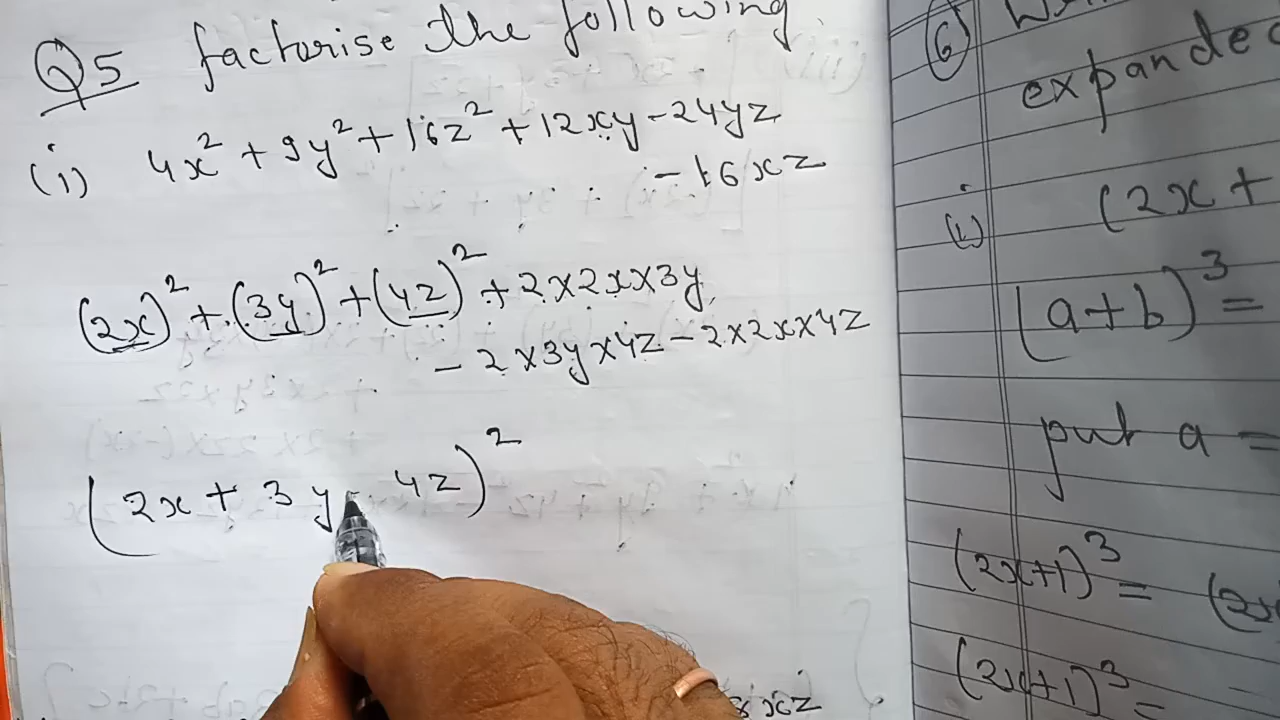 Q5 factorise the following
(i) 4x² + 9y² + 16z² + 12xy - 24yz
- 16xz
(2x)² + (3y)² + (4z)² + 2×2x×3y
- 2×3y×4z - 2×2x×4z
(2x + 3y - 4z)²
xz
(6)
expanded
(i) (2x +
(a+b)³ =
put a =
(2x+1)³ =
(2x+1)³ =